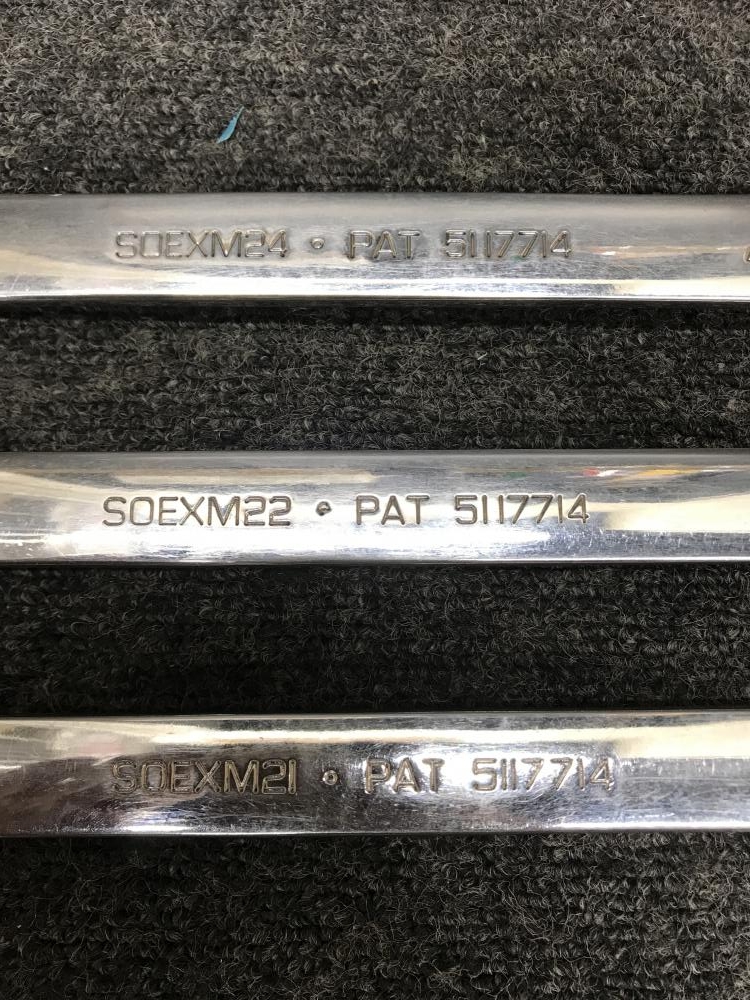 SOEXM24 • PAT 5117714
SOEXM22 • PAT 5117714
SOEXM21 • PAT 5117714